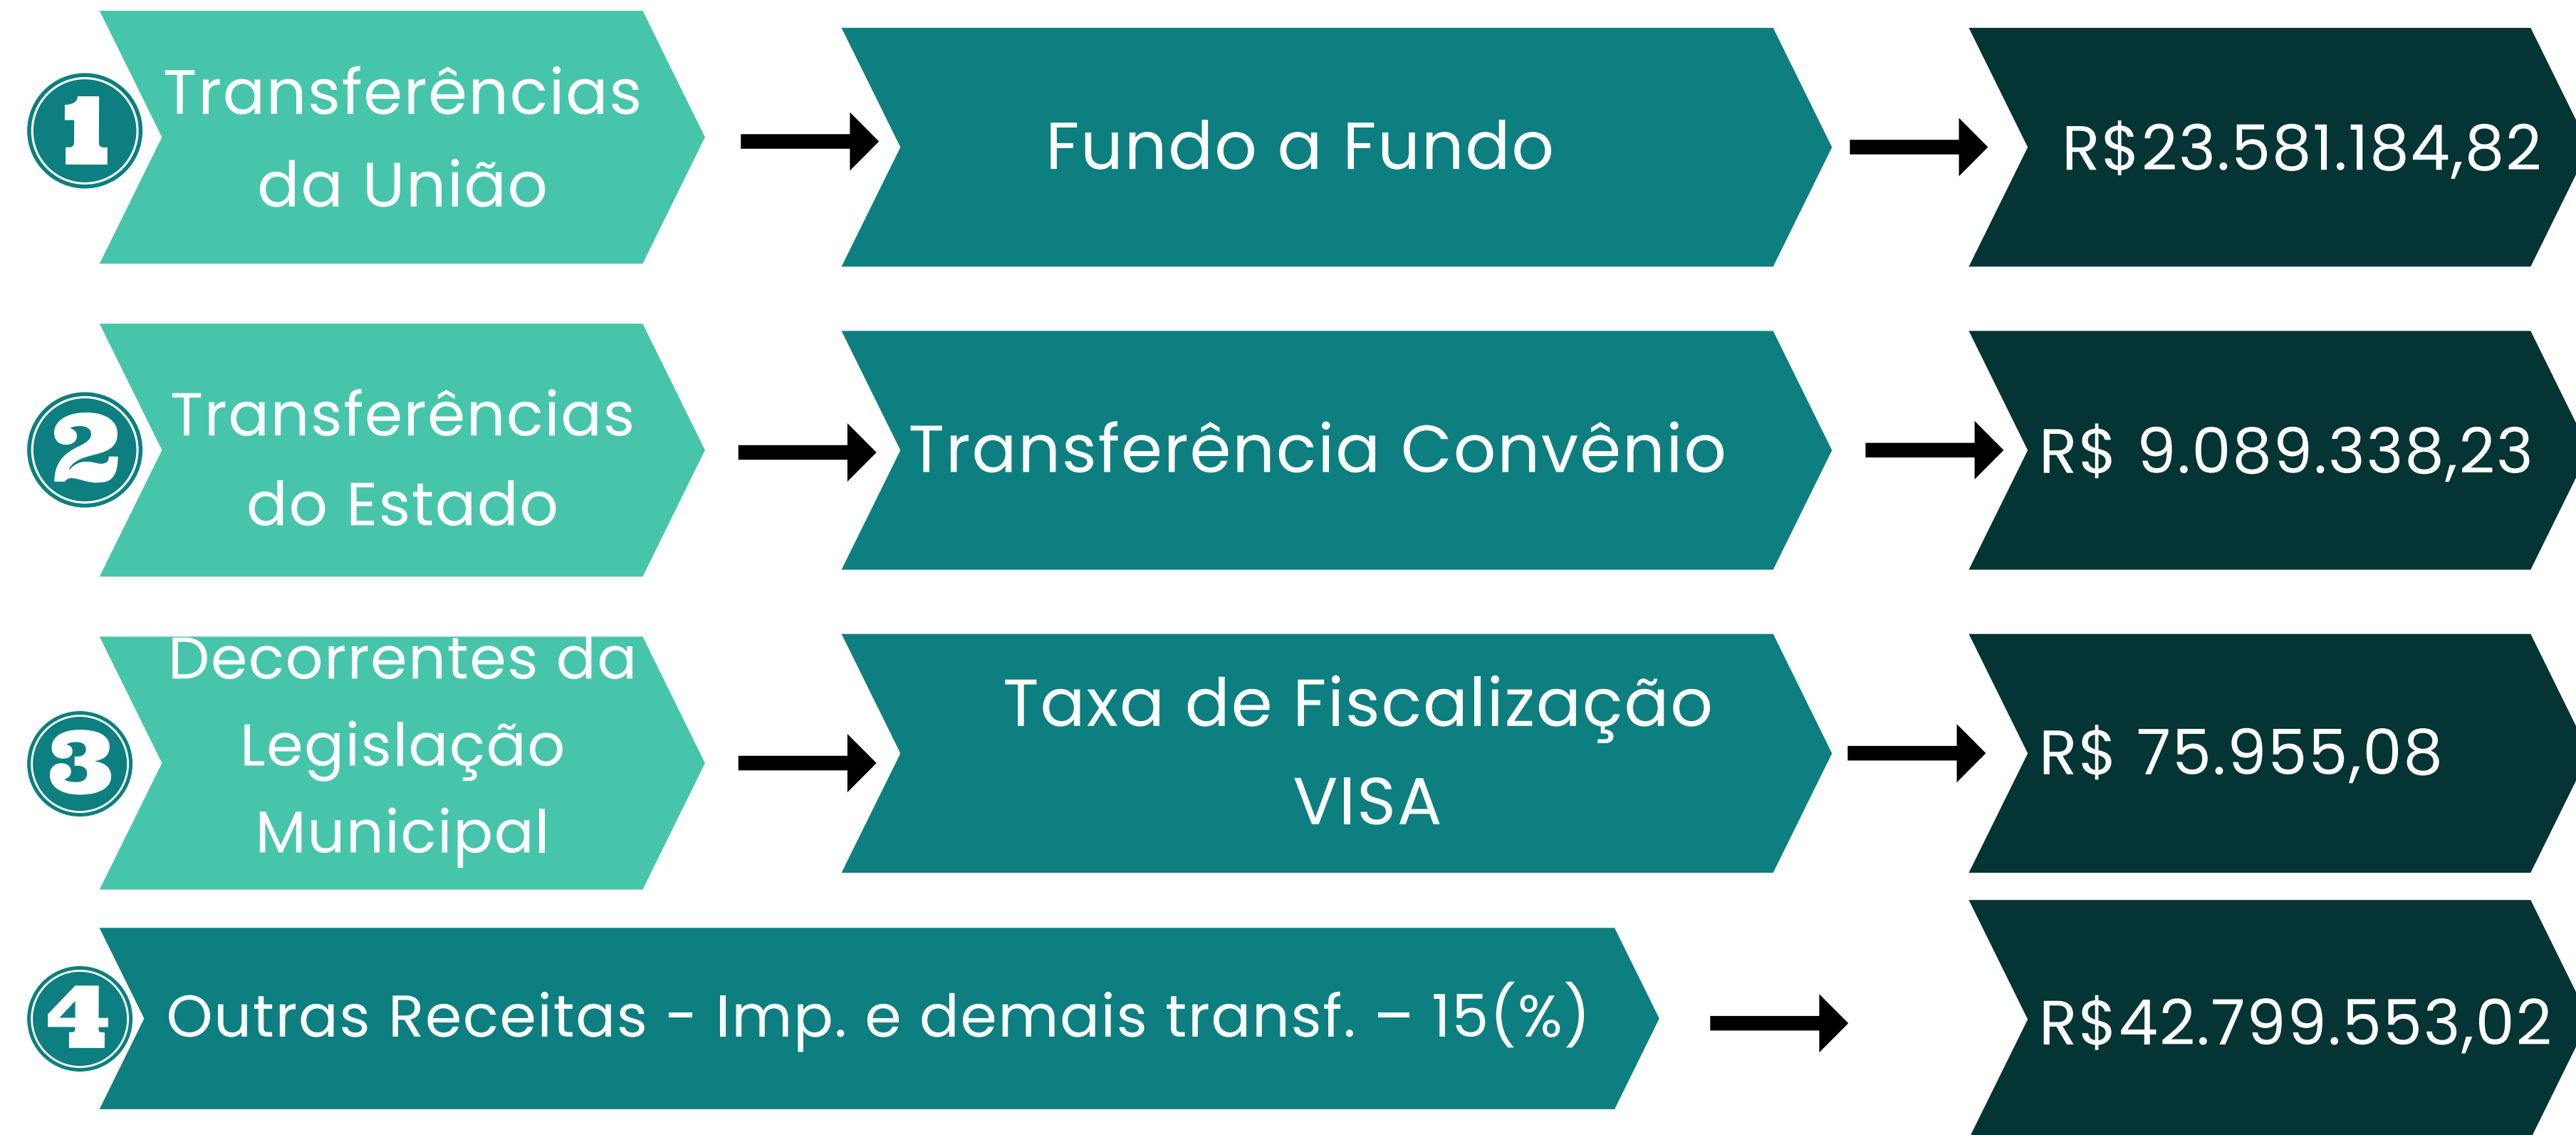 1
Transferências
da União
Fundo a Fundo
R$23.581.184,82
2
Transferências
do Estado
Transferência Convênio
R$ 9.089.338,23
3
Decorrentes da
Legislação
Municipal
Taxa de Fiscalização
VISA
R$ 75.955,08
4
Outras Receitas - Imp. e demais transf. – 15(%)
R$42.799.553,02